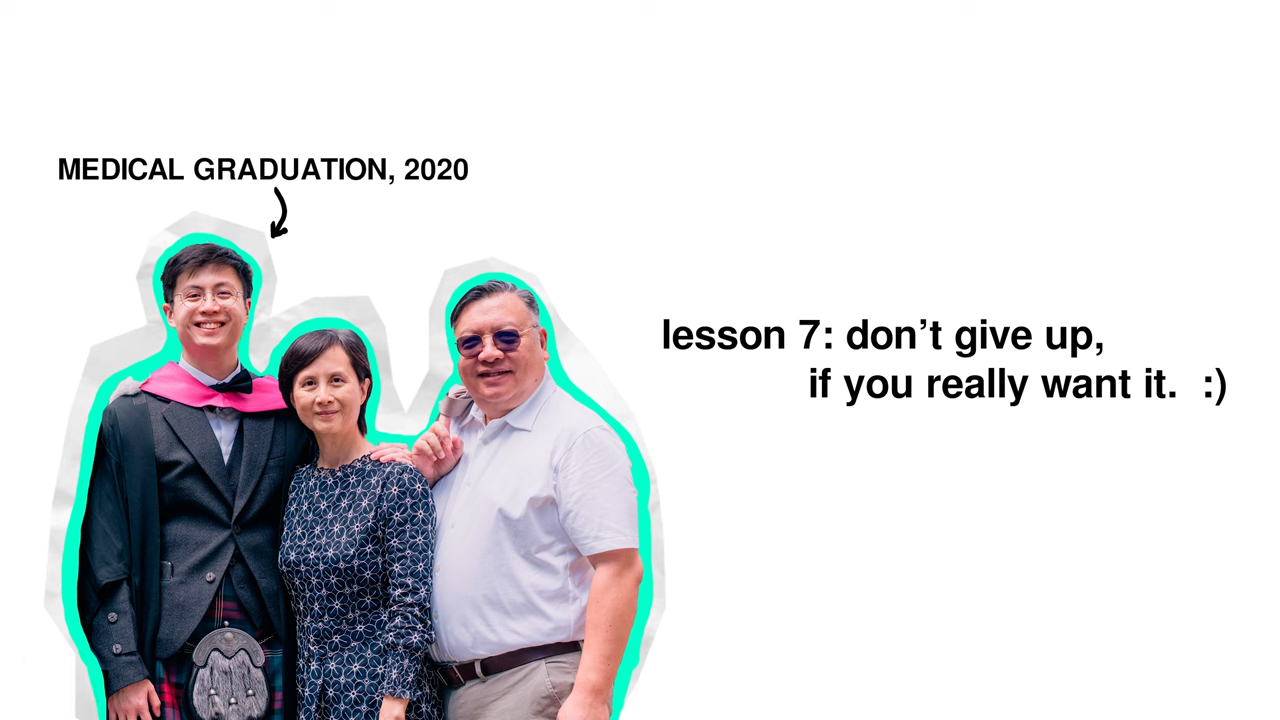 MEDICAL GRADUATION, 2020
lesson 7: don’t give up,
if you really want it. :)